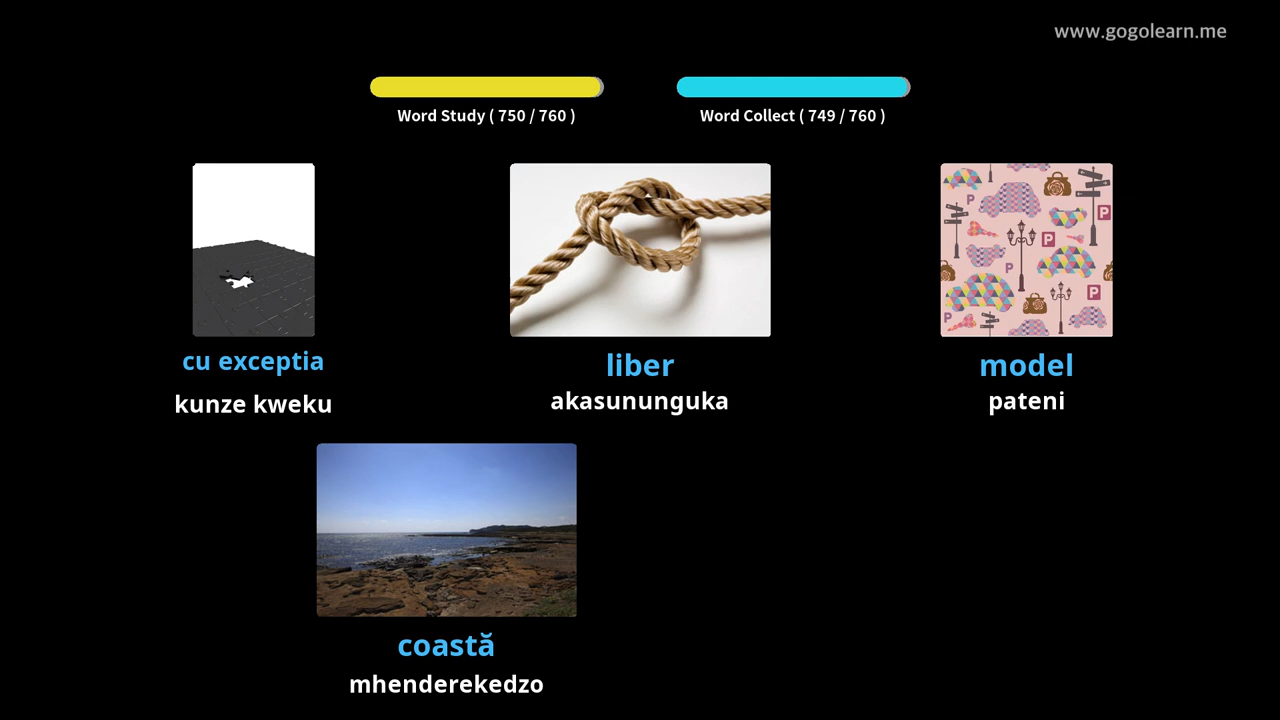 www.gogolearn.me
Word Study ( 750 / 760 )
Word Collect ( 749 / 760 )
cu exceptia
kunze kweku
liber
akasununguka
model
pateni
coastă
mhenderekedzo